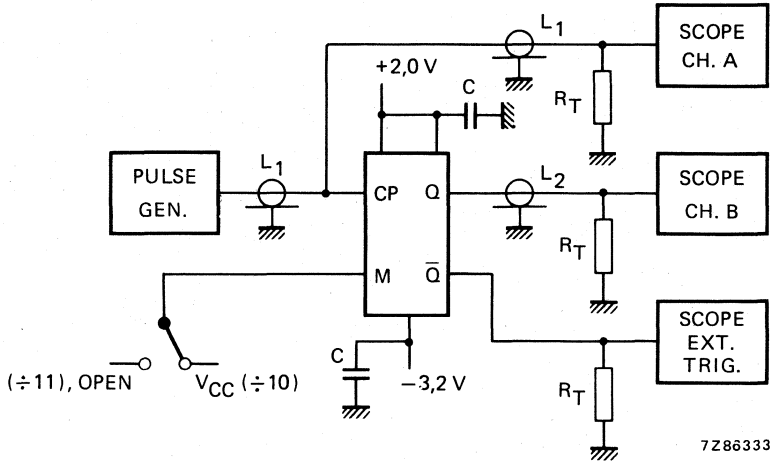 L1
SCOPE
CH. A
+2,0 V
C
RT
PULSE
GEN.
L1
CP
Q
L2
SCOPE
CH. B
RT
M
Q̅
SCOPE
EXT.
TRIG.
C
(÷11), OPEN
VCC (÷10)
–3,2 V
RT
7Z86333